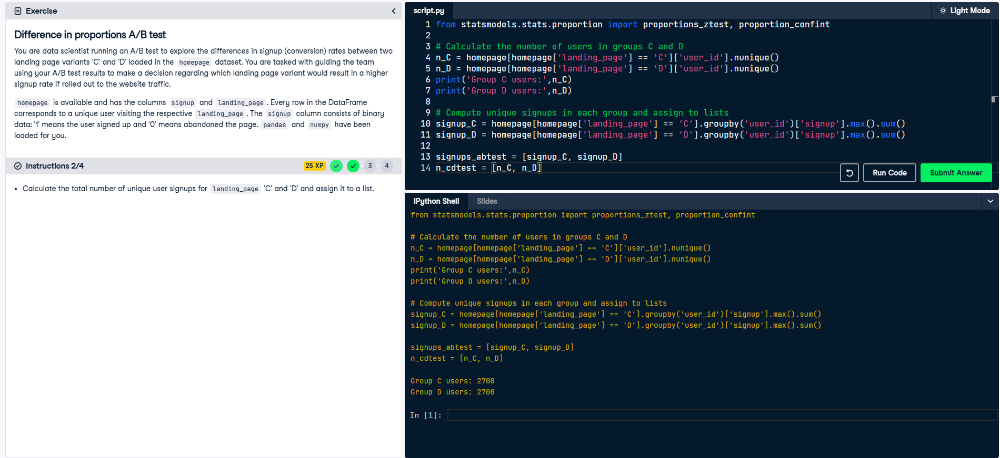 Exercise
Difference in proportions A/B test
You are data scientist running an A/B test to explore the differences in signup (conversion) rates between two
landing page variants 'C' and 'D' loaded in the homepage dataset. You are tasked with guiding the team
using your A/B test results to make a decision regarding which landing page variant would result in a higher
signup rate if rolled out to the website traffic.
homepage is available and has the columns signup and landing_page . Every row in the DataFrame
corresponds to a unique user visiting the respective landing_page . The signup column consists of binary
data: '1' means the user signed up and '0' means abandoned the page. pandas and numpy have been
loaded for you.
Instructions 2/4
25 XP
3
4
• Calculate the total number of unique user signups for landing_page 'C' and 'D' and assign it to a list.
script.py
Light Mode
1 from statsmodels.stats.proportion import proportions_ztest, proportion_confint
2
3 # Calculate the number of users in groups C and D
4 n_C = homepage[homepage['landing_page'] == 'C']['user_id'].nunique()
5 n_D = homepage[homepage['landing_page'] == 'D']['user_id'].nunique()
6 print('Group C users:',n_C)
7 print('Group D users:',n_D)
8
9 # Compute unique signups in each group and assign to lists
10 signup_C = homepage[homepage['landing_page'] == 'C'].groupby('user_id')['signup'].max().sum()
11 signup_D = homepage[homepage['landing_page'] == 'D'].groupby('user_id')['signup'].max().sum()
12
13 signups_abtest = [signup_C, signup_D]
14 n_cdtest = [n_C, n_D]
Run Code
Submit Answer
IPython Shell
Slides
from statsmodels.stats.proportion import proportions_ztest, proportion_confint
# Calculate the number of users in groups C and D
n_C = homepage[homepage['landing_page'] == 'C']['user_id'].nunique()
n_D = homepage[homepage['landing_page'] == 'D']['user_id'].nunique()
print('Group C users:',n_C)
print('Group D users:',n_D)
# Compute unique signups in each group and assign to lists
signup_C = homepage[homepage['landing_page'] == 'C'].groupby('user_id')['signup'].max().sum()
signup_D = homepage[homepage['landing_page'] == 'D'].groupby('user_id')['signup'].max().sum()
signups_abtest = [signup_C, signup_D]
n_cdtest = [n_C, n_D]
Group C users: 2700
Group D users: 2700
In [1]: